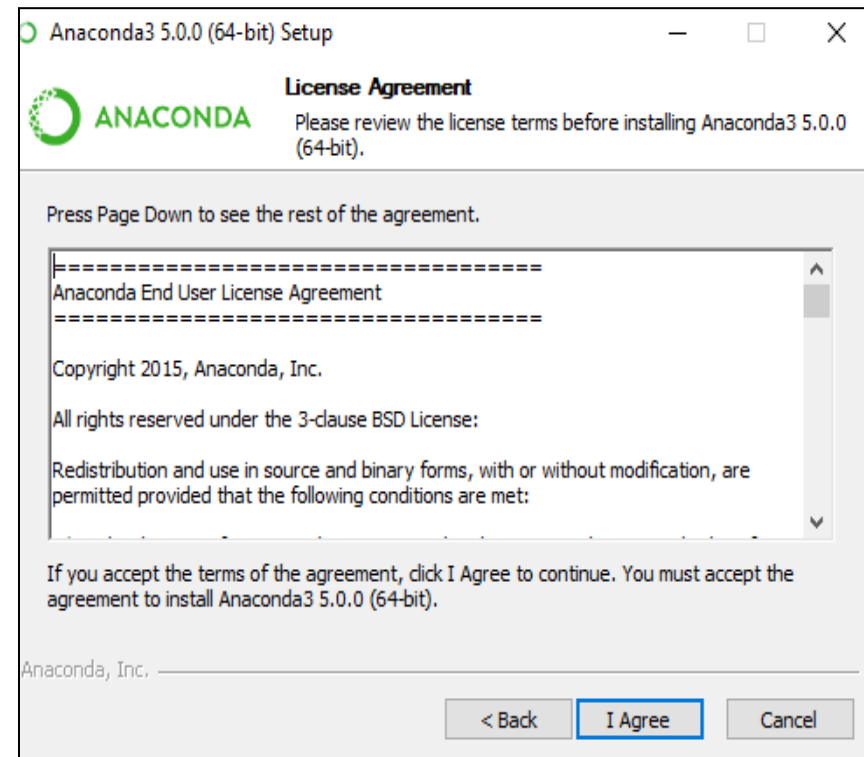 Anaconda3 5.0.0 (64-bit) Setup
ANACONDA
License Agreement
Please review the license terms before installing Anaconda3 5.0.0
(64-bit).
Press Page Down to see the rest of the agreement.
===================================
Anaconda End User License Agreement
===================================
Copyright 2015, Anaconda, Inc.
All rights reserved under the 3-clause BSD License:
Redistribution and use in source and binary forms, with or without modification, are
permitted provided that the following conditions are met:
If you accept the terms of the agreement, click I Agree to continue. You must accept the
agreement to install Anaconda3 5.0.0 (64-bit).
Anaconda, Inc.
< Back
I Agree
Cancel